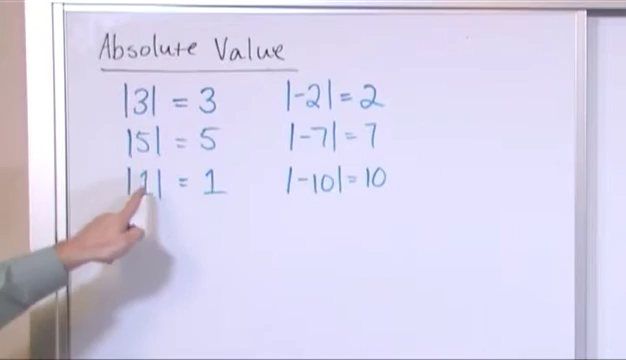 Absolute Value
|3| = 3 |-2| = 2
|5| = 5 |-7| = 7
|1| = 1 |-10| = 10